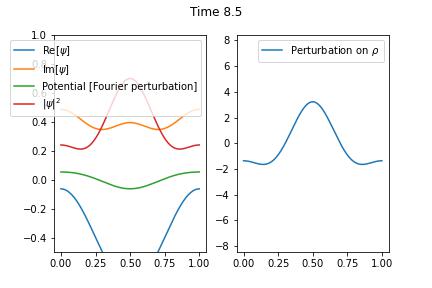 Time 8.5
Re[ψ]
Im[ψ]
Potential [Fourier perturbation]
|ψ|²
1.0
0.8
0.6
0.4
0.2
0.0
−0.2
−0.4
0.00 0.25 0.50 0.75 1.00
Perturbation on ρ
8
6
4
2
0
−2
−4
−6
−8
0.00 0.25 0.50 0.75 1.00